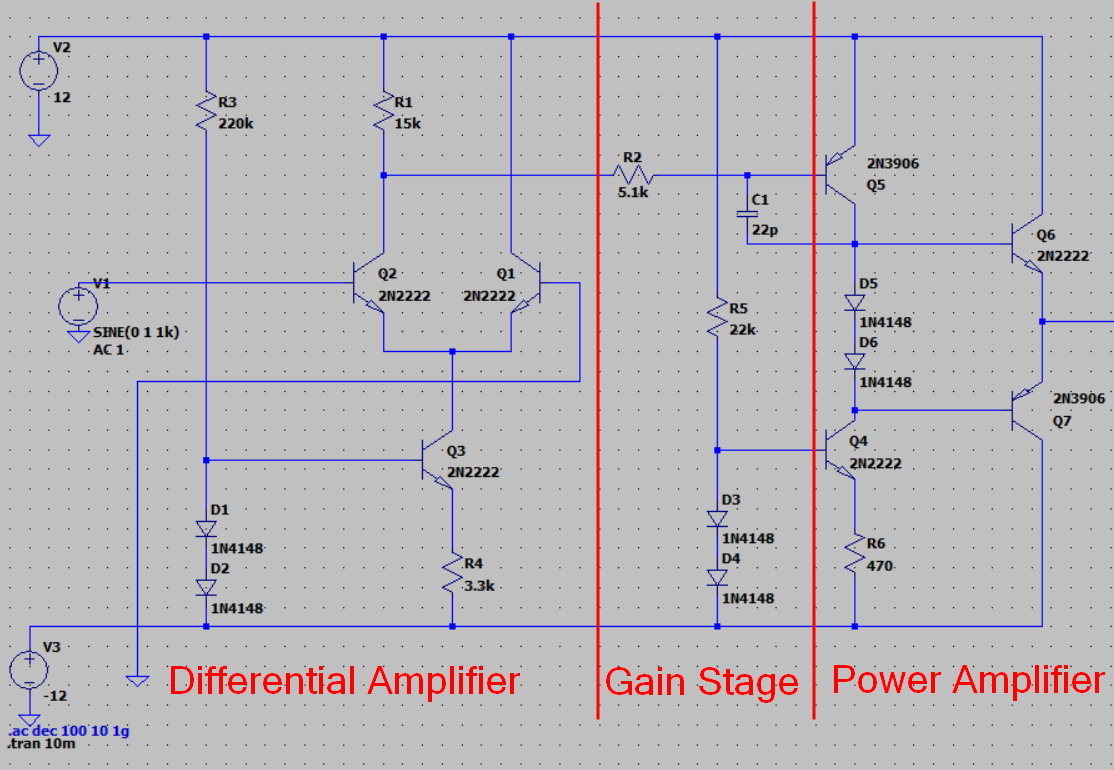 V2
12
R3
220k
R1
15k
R2
5.1k
C1
22p
2N3906
Q5
Q6
2N2222
V1
SINE(0 1 1k)
AC 1
Q2
2N2222
Q1
2N2222
R5
22k
D5
1N4148
D6
1N4148
2N3906
Q7
Q3
2N2222
Q4
2N2222
D1
1N4148
D2
1N4148
R4
3.3k
D3
1N4148
D4
1N4148
R6
470
V3
-12
Differential Amplifier
Gain Stage
Power Amplifier
.ac dec 100 10 1g
.tran 10m